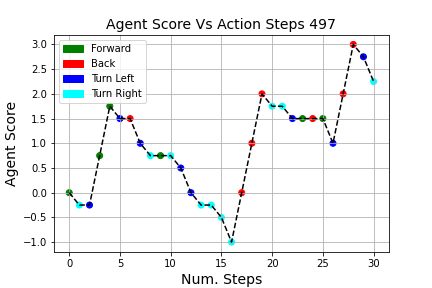 Agent Score Vs Action Steps 497
Agent Score
3.0
2.5
2.0
1.5
1.0
0.5
0.0
−0.5
−1.0
Forward
Back
Turn Left
Turn Right
0 5 10 15 20 25 30
Num. Steps